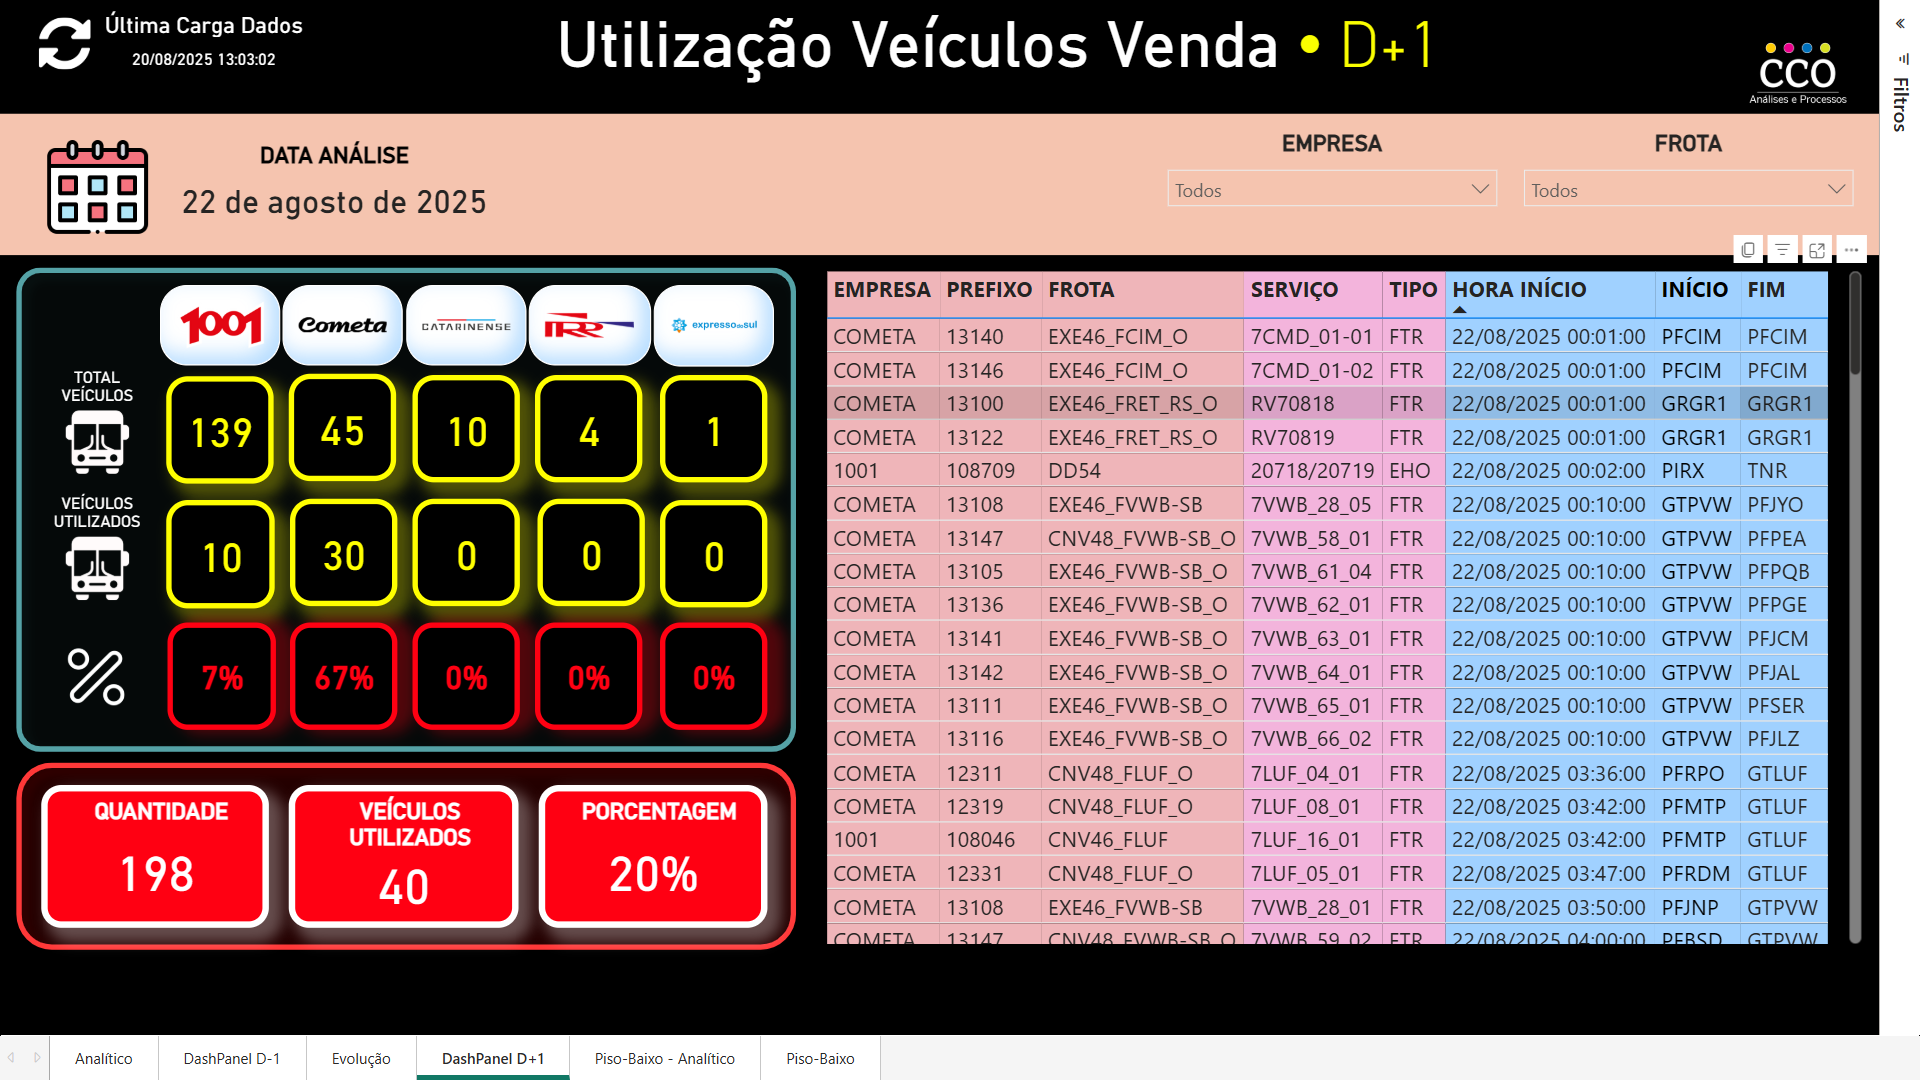 Última Carga Dados
20/08/2025 13:03:02
Utilização Veículos Venda • D+1
CCO
Análises e Processos
«
Filtros
DATA ANÁLISE
22 de agosto de 2025
EMPRESA
Todos
FROTA
Todos
1001 Cometa CATARINENSE expresso do sul
TOTAL
VEÍCULOS
139 45 10 4 1
VEÍCULOS
UTILIZADOS
10 30 0 0 0
%
7% 67% 0% 0% 0%
QUANTIDADE
198
VEÍCULOS
UTILIZADOS
40
PORCENTAGEM
20%
EMPRESA PREFIXO FROTA SERVIÇO TIPO HORA INÍCIO INÍCIO FIM
COMETA 13140 EXE46_FCIM_O 7CMD_01-01 FTR 22/08/2025 00:01:00 PFCIM PFCIM
COMETA 13146 EXE46_FCIM_O 7CMD_01-02 FTR 22/08/2025 00:01:00 PFCIM PFCIM
COMETA 13100 EXE46_FRET_RS_O RV70818 FTR 22/08/2025 00:01:00 GRGR1 GRGR1
COMETA 13122 EXE46_FRET_RS_O RV70819 FTR 22/08/2025 00:01:00 GRGR1 GRGR1
1001 108709 DD54 20718/20719 EHO 22/08/2025 00:02:00 PIRX TNR
COMETA 13108 EXE46_FVWB-SB 7VWB_28_05 FTR 22/08/2025 00:10:00 GTPVW PFJYO
COMETA 13147 CNV48_FVWB-SB_O 7VWB_58_01 FTR 22/08/2025 00:10:00 GTPVW PFPEA
COMETA 13105 EXE46_FVWB-SB_O 7VWB_61_04 FTR 22/08/2025 00:10:00 GTPVW PFPQB
COMETA 13136 EXE46_FVWB-SB_O 7VWB_62_01 FTR 22/08/2025 00:10:00 GTPVW PFPGE
COMETA 13141 EXE46_FVWB-SB_O 7VWB_63_01 FTR 22/08/2025 00:10:00 GTPVW PFJCM
COMETA 13142 EXE46_FVWB-SB_O 7VWB_64_01 FTR 22/08/2025 00:10:00 GTPVW PFJAL
COMETA 13111 EXE46_FVWB-SB_O 7VWB_65_01 FTR 22/08/2025 00:10:00 GTPVW PFSER
COMETA 13116 EXE46_FVWB-SB_O 7VWB_66_02 FTR 22/08/2025 00:10:00 GTPVW PFJLZ
COMETA 12311 CNV48_FLUF_O 7LUF_04_01 FTR 22/08/2025 03:36:00 PFRPO GTLUF
COMETA 12319 CNV48_FLUF_O 7LUF_08_01 FTR 22/08/2025 03:42:00 PFMTP GTLUF
1001 108046 CNV46_FLUF 7LUF_16_01 FTR 22/08/2025 03:42:00 PFMTP GTLUF
COMETA 12331 CNV48_FLUF_O 7LUF_05_01 FTR 22/08/2025 03:47:00 PFRDM GTLUF
COMETA 13108 EXE46_FVWB-SB 7VWB_28_01 FTR 22/08/2025 03:50:00 PFJNP GTPVW
COMETA 13147 CNV48_FVWB-SB_O 7VWB_59_02 FTR 22/08/2025 04:00:00 PFBSD GTPVW
Analítico DashPanel D-1 Evolução DashPanel D+1 Piso-Baixo - Analítico Piso-Baixo